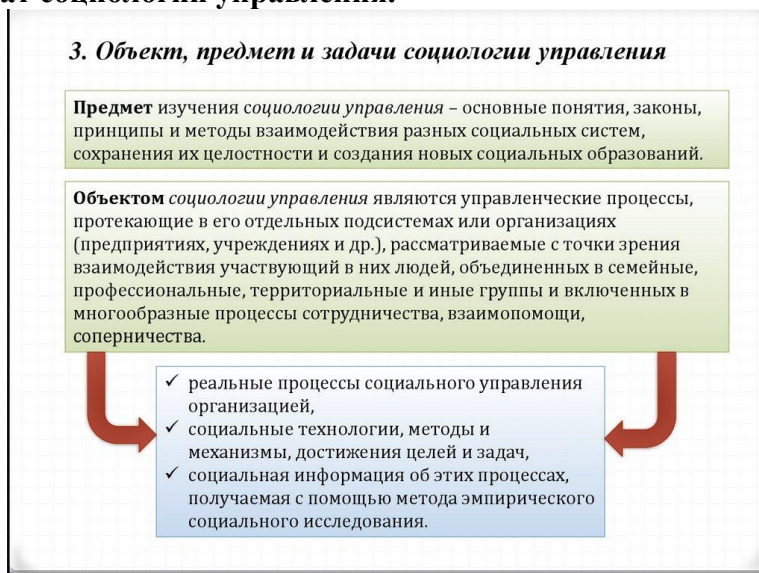 ат социологии управления.
3. Объект, предмет и задачи социологии управления
Предмет изучения социологии управления – основные понятия, законы,
принципы и методы взаимодействия разных социальных систем,
сохранения их целостности и создания новых социальных образований.
Объектом социологии управления являются управленческие процессы,
протекающие в его отдельных подсистемах или организациях
(предприятиях, учреждениях и др.), рассматриваемые с точки зрения
взаимодействия участвующий в них людей, объединенных в семейные,
профессиональные, территориальные и иные группы и включенных в
многообразные процессы сотрудничества, взаимопомощи,
соперничества.
✓ реальные процессы социального управления
организацией,
✓ социальные технологии, методы и
механизмы, достижения целей и задач,
✓ социальная информация об этих процессах,
получаемая с помощью метода эмпирического
социального исследования.